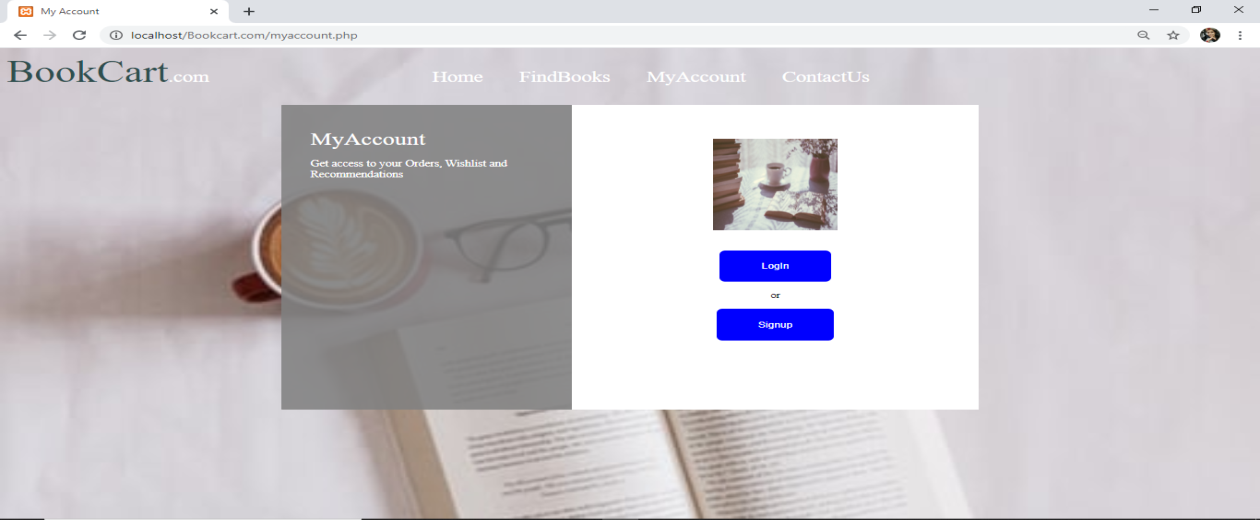 My Account
localhost/Bookcart.com/myaccount.php
BookCart.com
Home FindBooks MyAccount ContactUs
MyAccount
Get access to your Orders, Wishlist and
Recommendations
LogIn
or
Signup